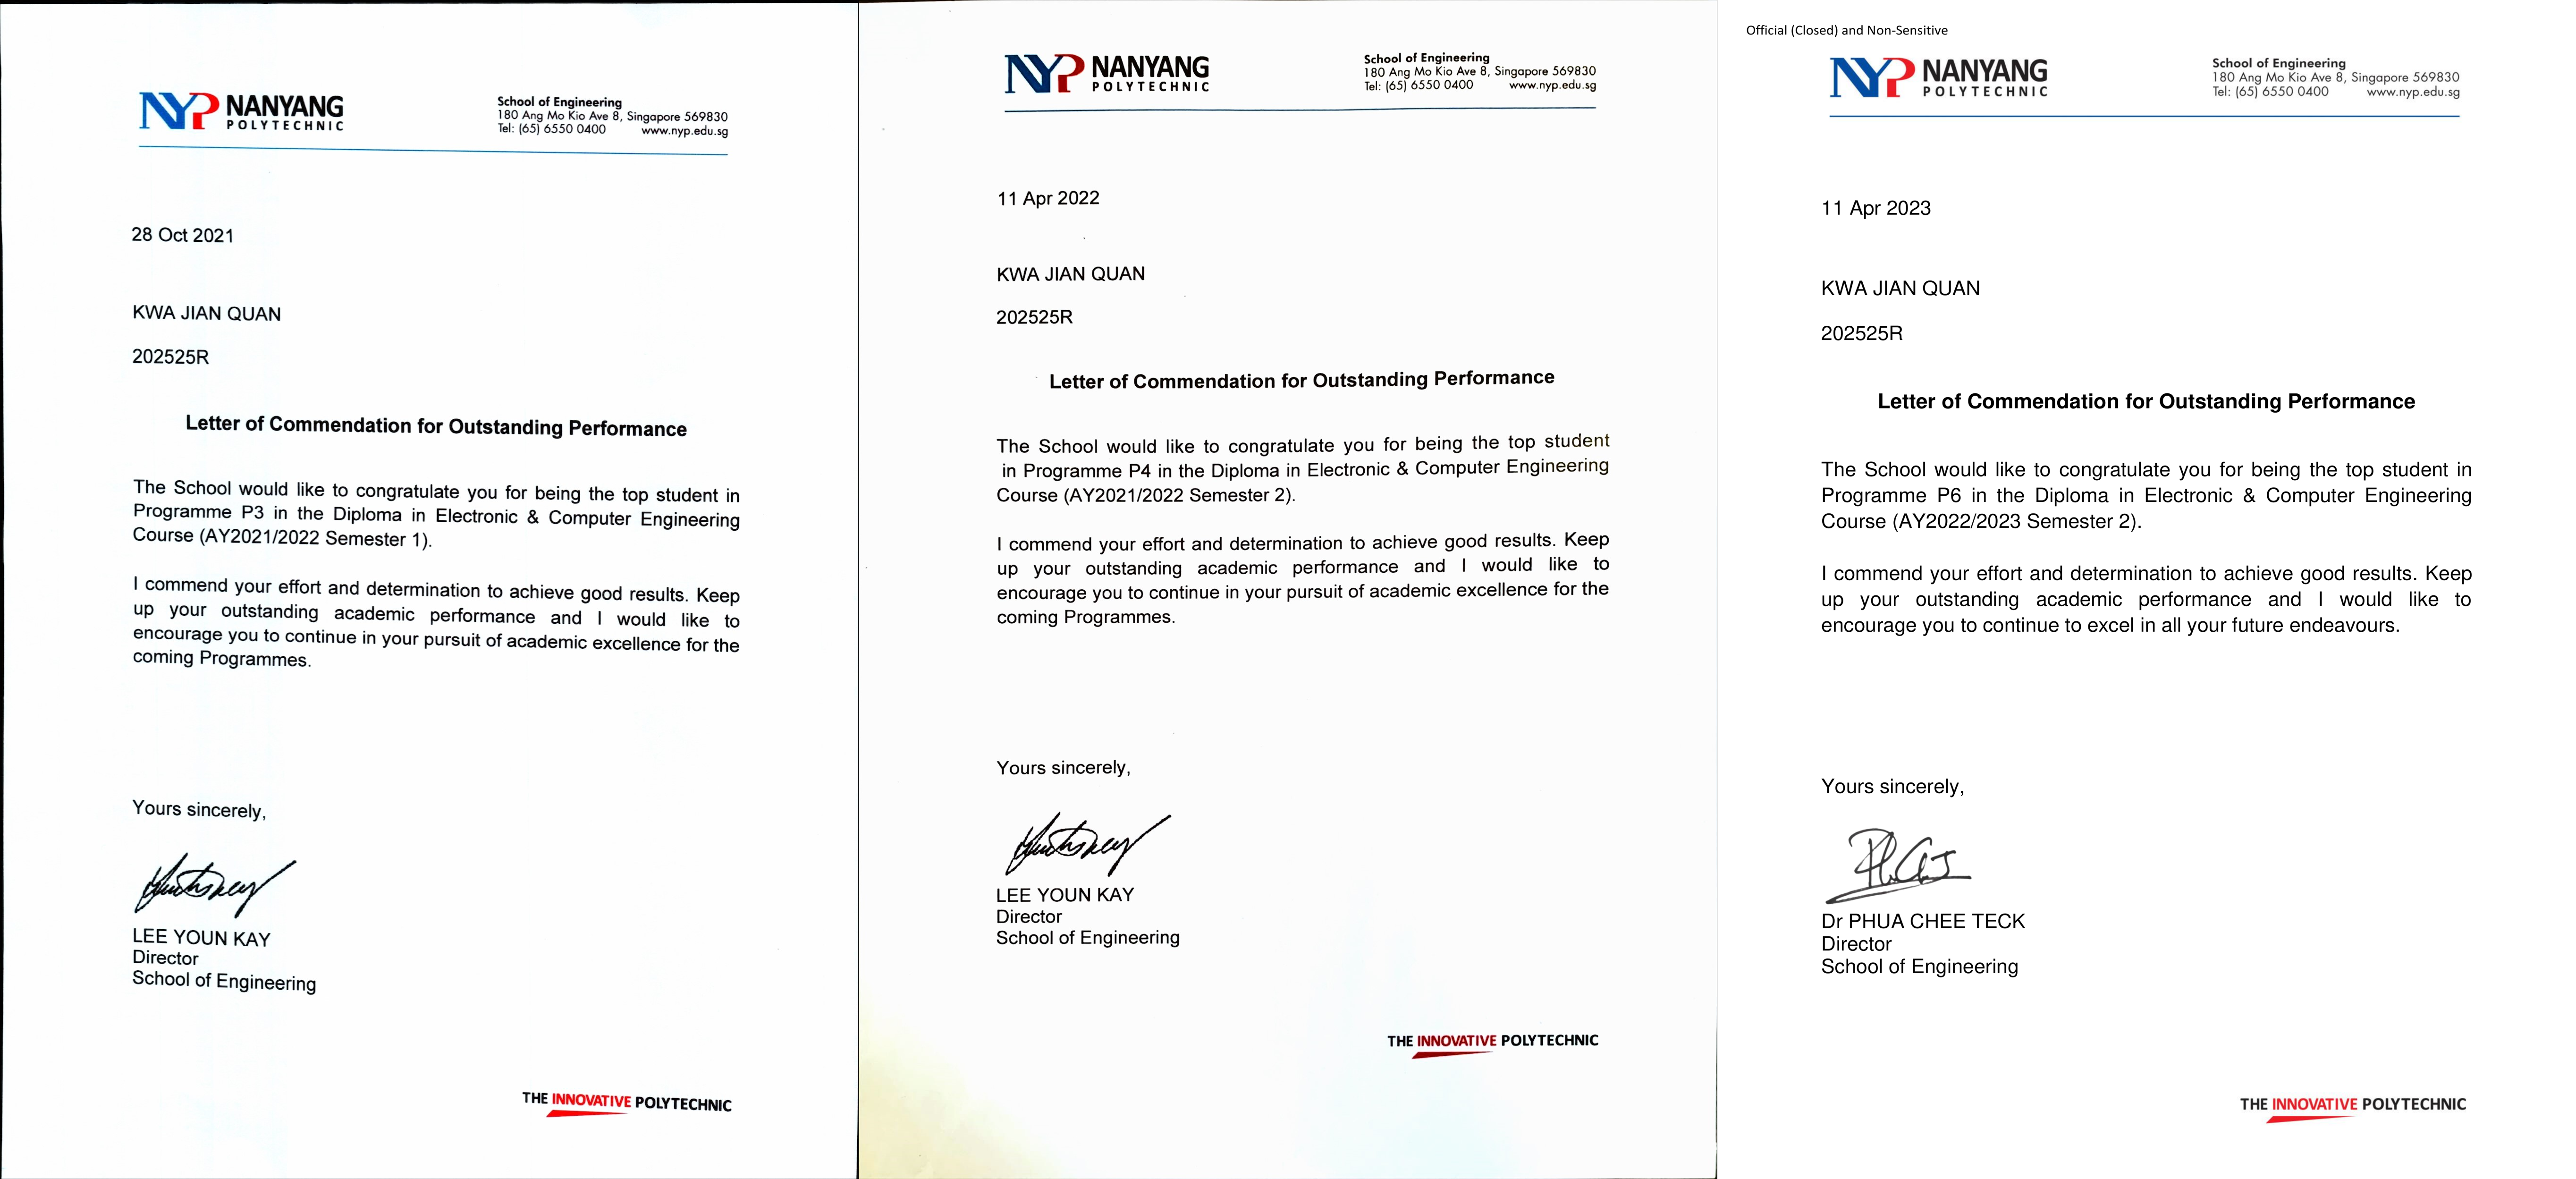 NYP NANYANG
POLYTECHNIC
School of Engineering
180 Ang Mo Kio Ave 8, Singapore 569830
Tel: (65) 6550 0400 www.nyp.edu.sg
28 Oct 2021
KWA JIAN QUAN
202525R
Letter of Commendation for Outstanding Performance
The School would like to congratulate you for being the top student in
Programme P3 in the Diploma in Electronic & Computer Engineering
Course (AY2021/2022 Semester 1).
I commend your effort and determination to achieve good results. Keep
up your outstanding academic performance and I would like to
encourage you to continue in your pursuit of academic excellence for the
coming Programmes.
Yours sincerely,
LEE YOUN KAY
Director
School of Engineering
THE INNOVATIVE POLYTECHNIC
NYP NANYANG
POLYTECHNIC
School of Engineering
180 Ang Mo Kio Ave 8, Singapore 569830
Tel: (65) 6550 0400 www.nyp.edu.sg
11 Apr 2022
KWA JIAN QUAN
202525R
Letter of Commendation for Outstanding Performance
The School would like to congratulate you for being the top student
in Programme P4 in the Diploma in Electronic & Computer Engineering
Course (AY2021/2022 Semester 2).
I commend your effort and determination to achieve good results. Keep
up your outstanding academic performance and I would like to
encourage you to continue in your pursuit of academic excellence for the
coming Programmes.
Yours sincerely,
LEE YOUN KAY
Director
School of Engineering
THE INNOVATIVE POLYTECHNIC
Official (Closed) and Non-Sensitive
NYP NANYANG
POLYTECHNIC
School of Engineering
180 Ang Mo Kio Ave 8, Singapore 569830
Tel: (65) 6550 0400 www.nyp.edu.sg
11 Apr 2023
KWA JIAN QUAN
202525R
Letter of Commendation for Outstanding Performance
The School would like to congratulate you for being the top student in
Programme P6 in the Diploma in Electronic & Computer Engineering
Course (AY2022/2023 Semester 2).
I commend your effort and determination to achieve good results. Keep
up your outstanding academic performance and I would like to
encourage you to continue to excel in all your future endeavours.
Yours sincerely,
Dr PHUA CHEE TECK
Director
School of Engineering
THE INNOVATIVE POLYTECHNIC